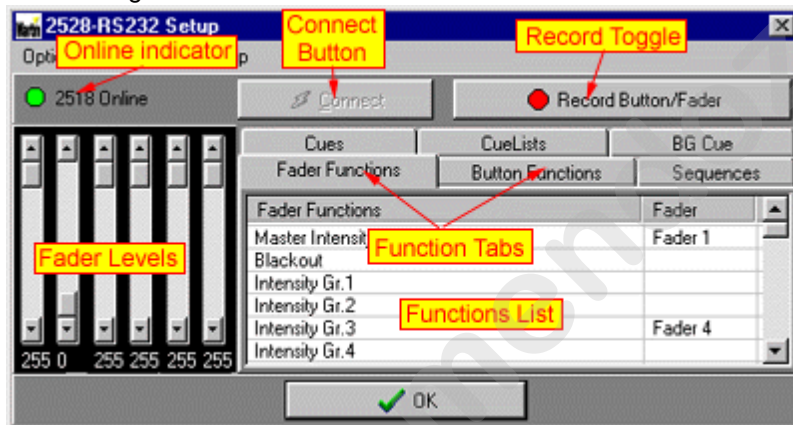 2528-RS232 Setup
Connect
Button
Record Toggle
Online indicator
2518 Online
Connect
Record Button/Fader
Cues
CueLists
BG Cue
Fader Functions
Button Functions
Sequences
Fader Functions
Fader
Master Intensit
Fader 1
Function Tabs
Blackout
Fader Levels
Intensity Gr.1
Intensity Gr.2
Functions List
Intensity Gr.3
Fader 4
Intensity Gr.4
255 0 255 255 255 255
OK